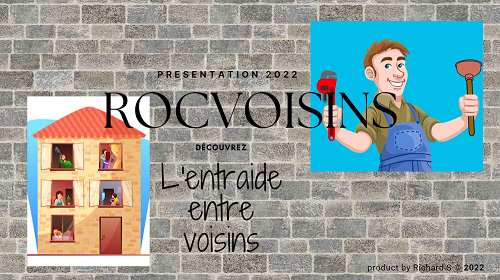 PRESENTATION 2022
ROCVOISINS
DÉCOUVREZ
L'entraide
entre
voisins
product by Richard S © 2022